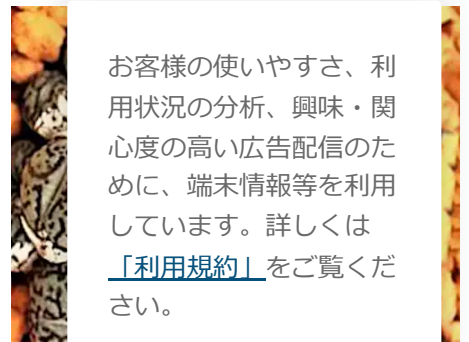 お客様の使いやすさ、利
用状況の分析、興味・関
心度の高い広告配信のた
めに、端末情報等を利用
しています。詳しくは
「利用規約」をご覧くだ
さい。